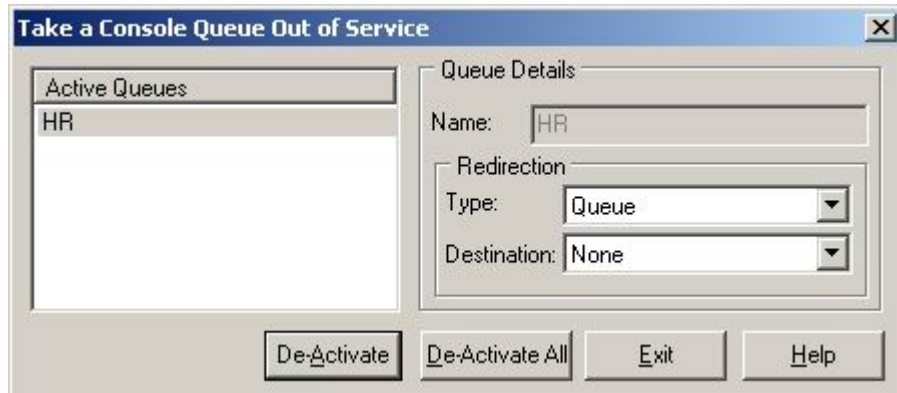 Take a Console Queue Out of Service
Active Queues
HR
Queue Details
Name: HR
Redirection
Type: Queue
Destination: None
De-Activate De-Activate All Exit Help